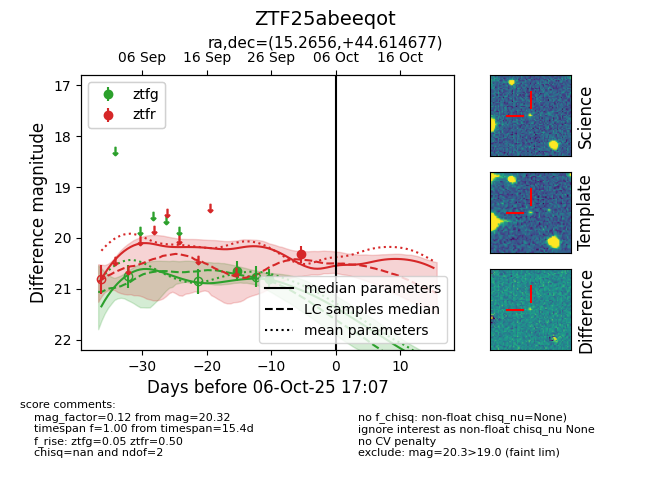 ZTF25abeeqot
ra,dec=(15.2656,+44.614677)
06 Sep 16 Sep 26 Sep 06 Oct 16 Oct
17
18
19
20
21
22
Difference magnitude
ztfg
ztfr
median parameters
LC samples median
mean parameters
−30 −20 −10 0 10
Days before 06-Oct-25 17:07
Science
Template
Difference
score comments:
mag_factor=0.12 from mag=20.32
timespan f=1.00 from timespan=15.4d
f_rise: ztfg=0.05 ztfr=0.50
chisq=nan and ndof=2
no f_chisq: non-float chisq_nu=None)
ignore interest as non-float chisq_nu None
no CV penalty
exclude: mag=20.3>19.0 (faint lim)